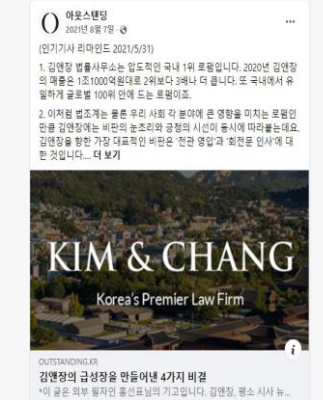 아웃스탠딩
2021년 8월 7일 ·
(인기기사 리마인드 2021/5/31)
1. 김앤장 법률사무소는 압도적인 국내 1위 로펌입니다. 2020년 김앤장
의 매출은 1조1000억원대로 2위보다 3배나 더 큽니다. 또 국내에서 유
일하게 글로벌 100위 안에 드는 로펌이죠.
2. 이처럼 법조계는 물론 우리 사회 각 분야에 큰 영향을 미치는 로펌인
만큼 김앤장에는 비판의 눈초리와 긍정의 시선이 동시에 따라붙는데요.
김앤장을 향한 가장 대표적인 비판은 '전관 영입'과 '회전문 인사'에 대
한 것입니다.... 더 보기
KIM & CHANG
Korea's Premier Law Firm
OUTSTANDING.KR
김앤장의 급성장을 만들어낸 4가지 비결
*이 글은 외부 필자인 홍선표님의 기고입니다. 김앤장, 평소 시사 뉴...